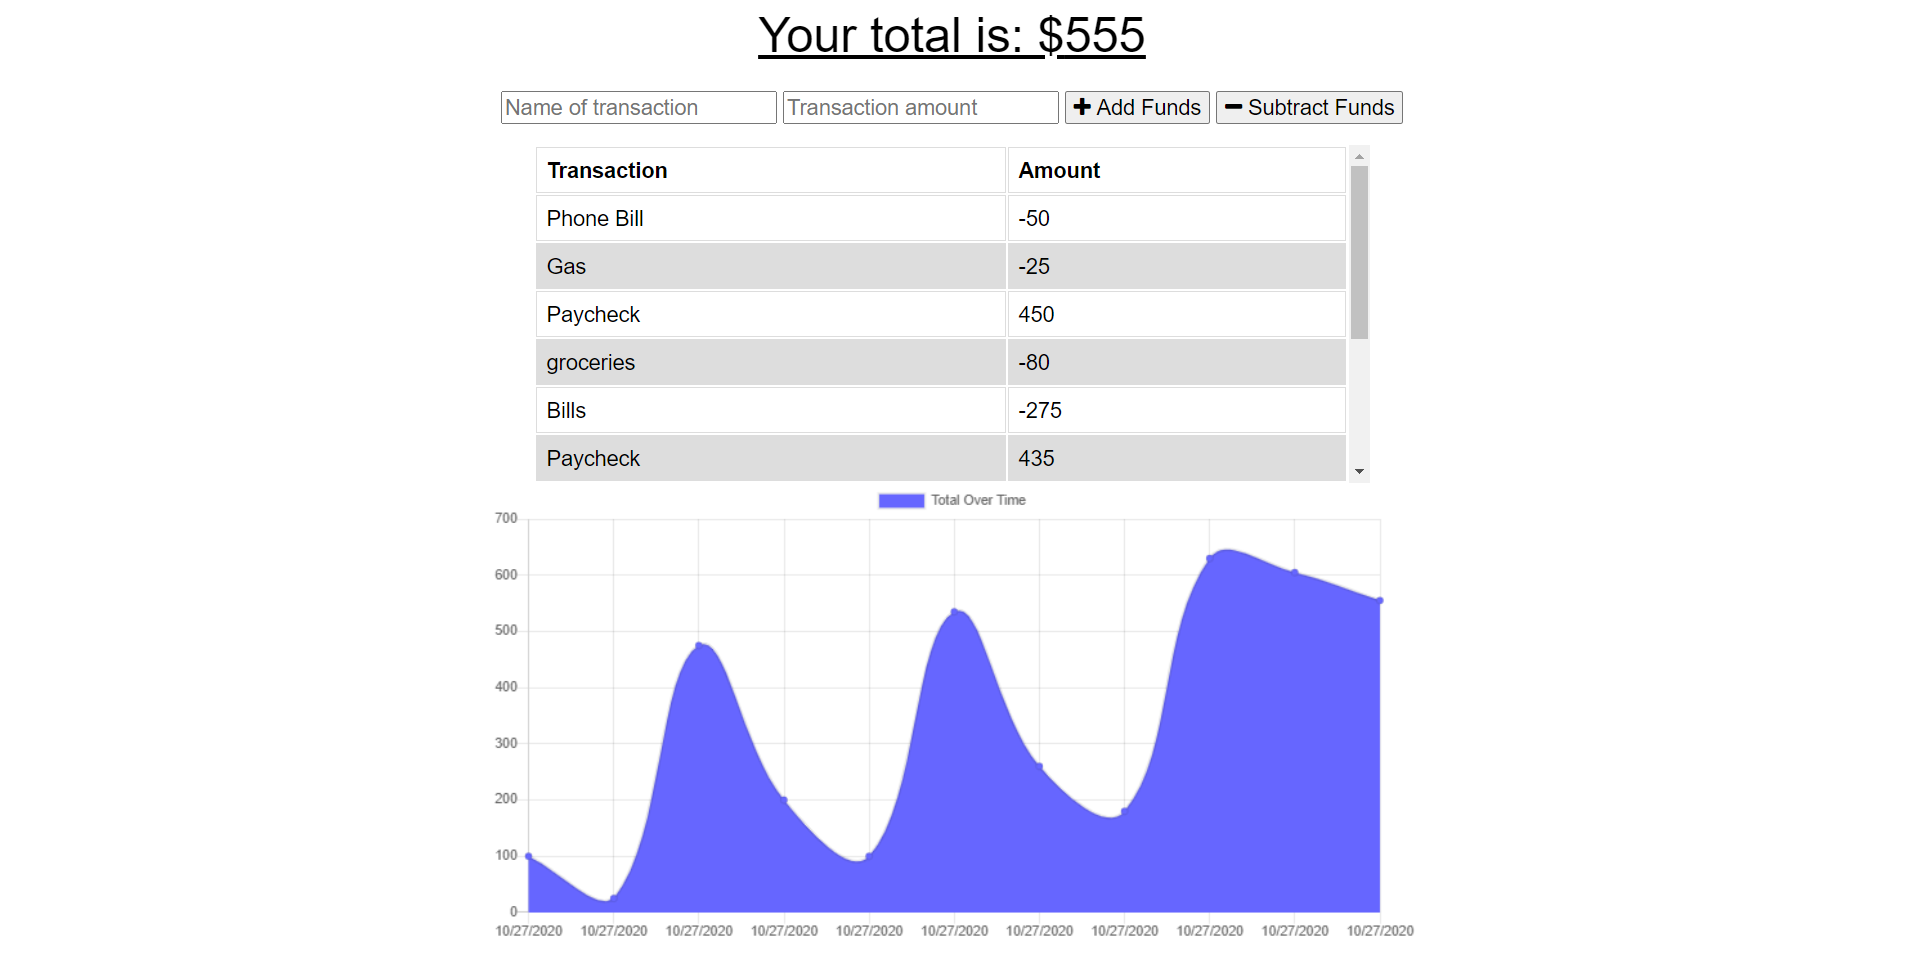 Your total is: $555
Name of transaction Transaction amount Add Funds Subtract Funds
Transaction Amount
Phone Bill -50
Gas -25
Paycheck 450
groceries -80
Bills -275
Paycheck 435
Total Over Time
700
600
500
400
300
200
100
0
10/27/2020 10/27/2020 10/27/2020 10/27/2020 10/27/2020 10/27/2020 10/27/2020 10/27/2020 10/27/2020 10/27/2020 10/27/2020